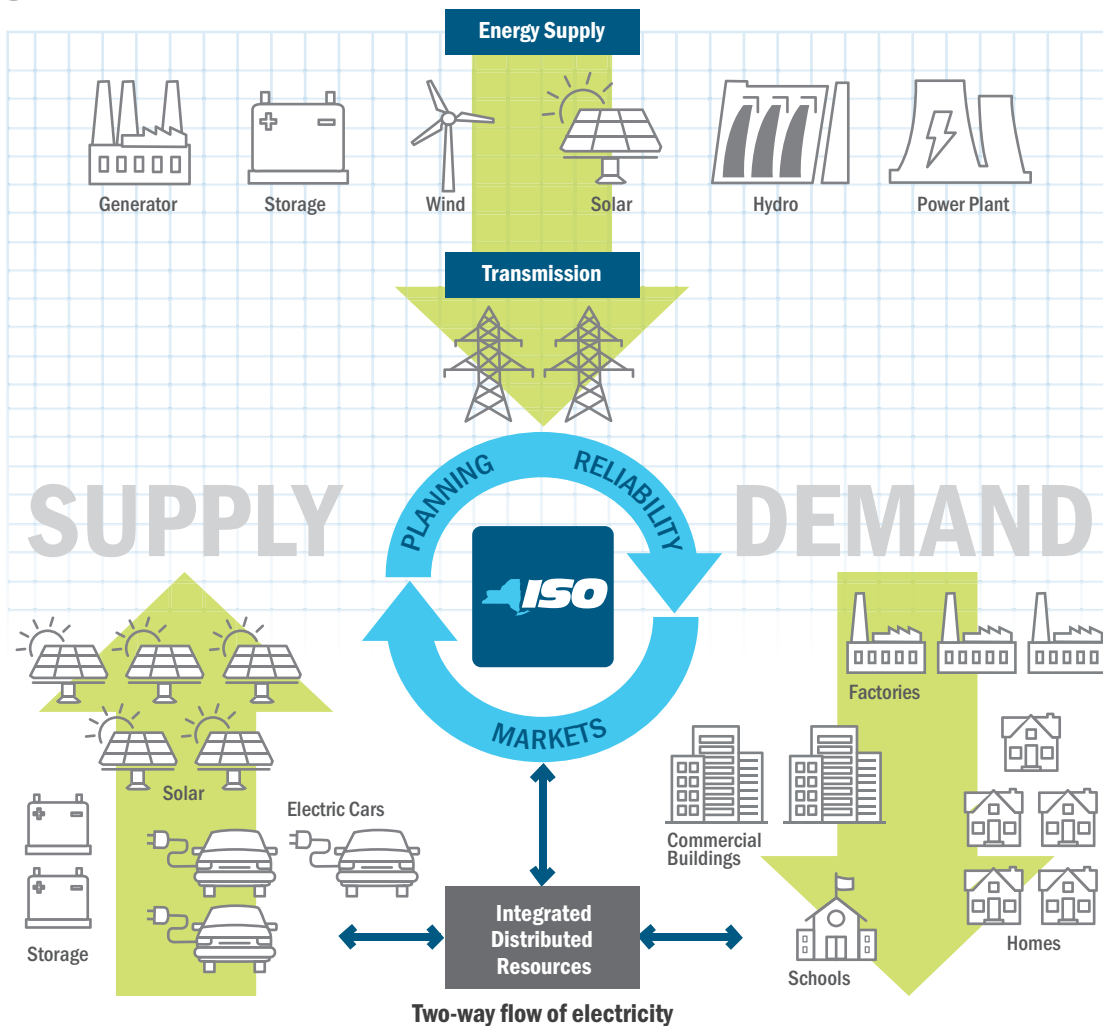 Energy Supply
Generator
Storage
Wind
Solar
Hydro
Power Plant
Transmission
PLANNING
RELIABILITY
SUPPLY
DEMAND
ISO
MARKETS
Factories
Solar
Electric Cars
Commercial
Buildings
Storage
Integrated
Distributed
Resources
Schools
Homes
Two-way flow of electricity